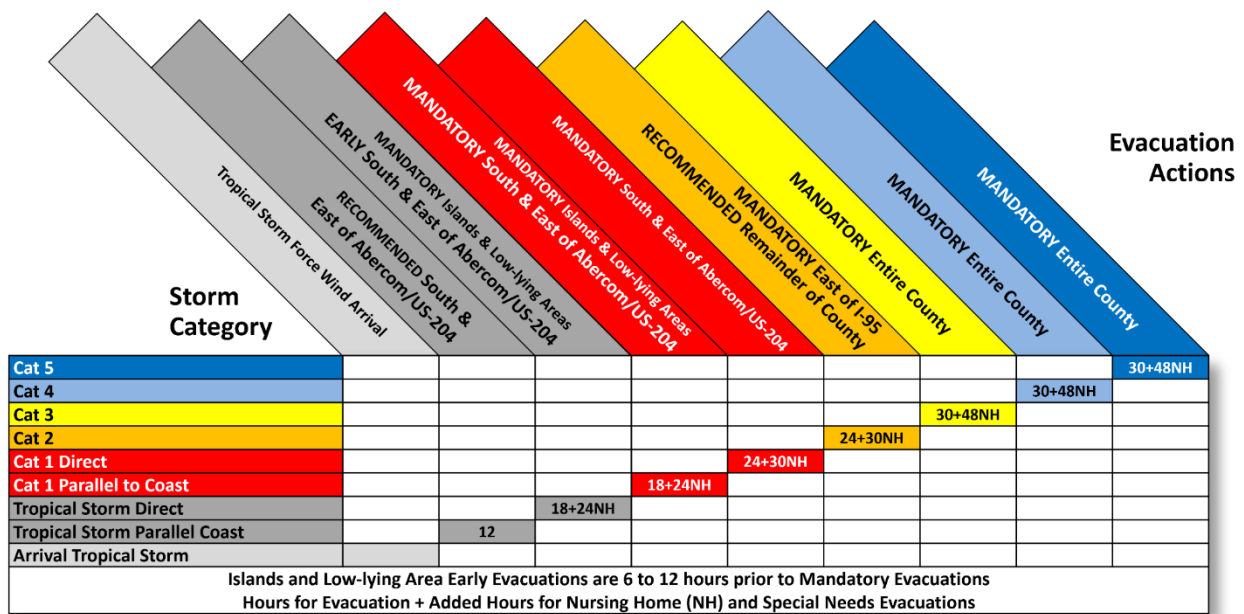 Tropical Storm Force Wind Arrival
RECOMMENDED South &
East of Abercom/US-204
MANDATORY Islands & Low-lying Areas
EARLY South & East of Abercom/US-204
MANDATORY Islands & Low-lying Areas
MANDATORY South & East of Abercom/US-204
MANDATORY South & East of Abercom/US-204
MANDATORY East of I-95
RECOMMENDED Remainder of County
MANDATORY Entire County
MANDATORY Entire County
MANDATORY Entire County
Evacuation
Actions
Storm
Category
Cat 5
30+48NH
Cat 4
30+48NH
Cat 3
30+48NH
Cat 2
24+30NH
Cat 1 Direct
24+30NH
Cat 1 Parallel to Coast
18+24NH
Tropical Storm Direct
18+24NH
Tropical Storm Parallel Coast
12
Arrival Tropical Storm
Islands and Low-lying Area Early Evacuations are 6 to 12 hours prior to Mandatory Evacuations
Hours for Evacuation + Added Hours for Nursing Home (NH) and Special Needs Evacuations